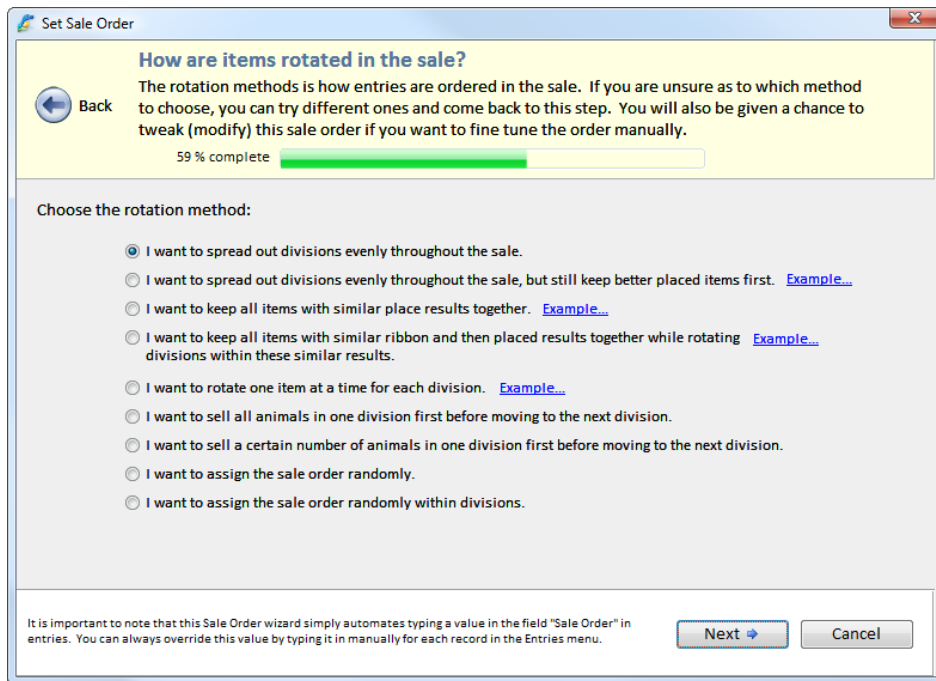 Set Sale Order
How are items rotated in the sale?
The rotation methods is how entries are ordered in the sale. If you are unsure as to which method
to choose, you can try different ones and come back to this step. You will also be given a chance to
tweak (modify) this sale order if you want to fine tune the order manually.
Back
59 % complete
Choose the rotation method:
I want to spread out divisions evenly throughout the sale.
I want to spread out divisions evenly throughout the sale, but still keep better placed items first. Example...
I want to keep all items with similar place results together. Example...
I want to keep all items with similar ribbon and then placed results together while rotating Example...
divisions within these similar results.
I want to rotate one item at a time for each division. Example...
I want to sell all animals in one division first before moving to the next division.
I want to sell a certain number of animals in one division first before moving to the next division.
I want to assign the sale order randomly.
I want to assign the sale order randomly within divisions.
It is important to note that this Sale Order wizard simply automates typing a value in the field "Sale Order" in
entries. You can always override this value by typing it in manually for each record in the Entries menu.
Next
Cancel